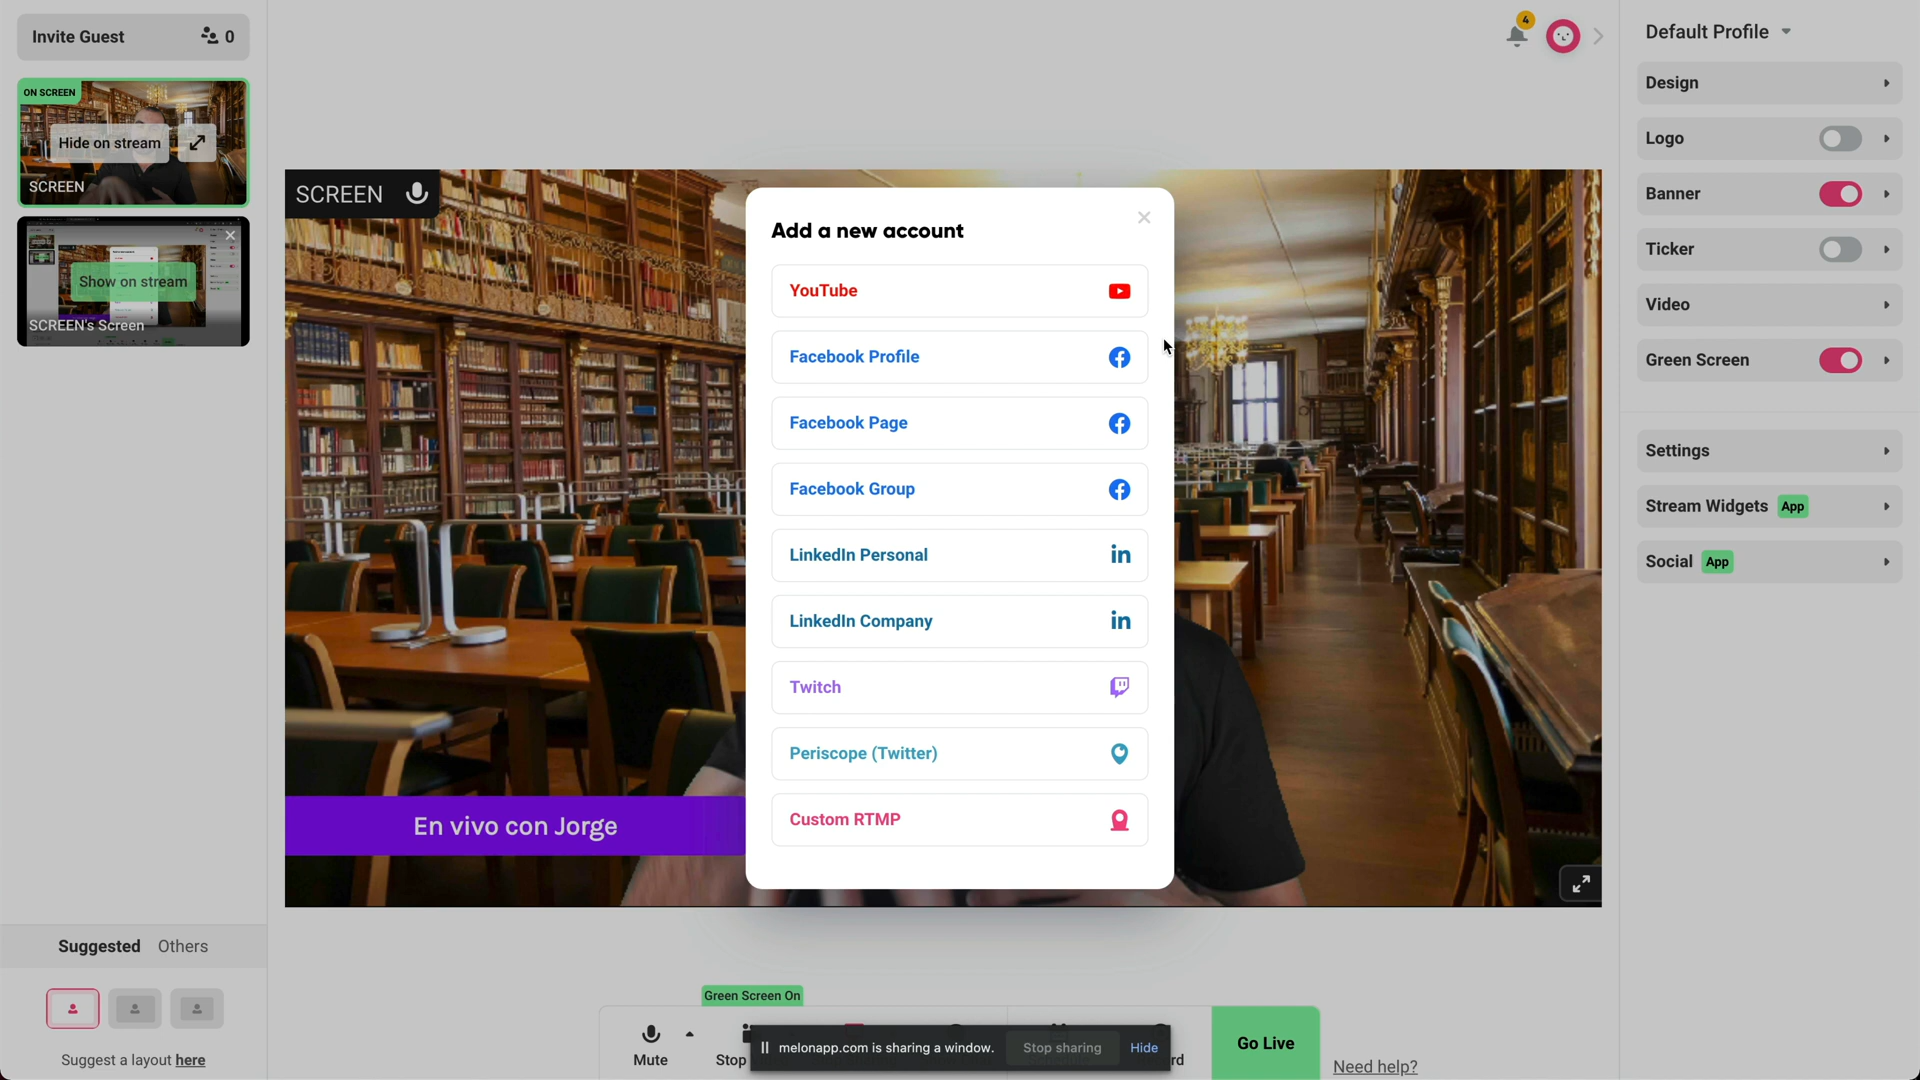 Invite Guest
0
ON SCREEN
Hide on stream
SCREEN
Show on stream
SCREEN's Screen
Suggested
Others
Suggest a layout here
4
SCREEN
Add a new account
YouTube
Facebook Profile
Facebook Page
Facebook Group
LinkedIn Personal
LinkedIn Company
Twitch
Periscope (Twitter)
Custom RTMP
En vivo con Jorge
Green Screen On
Mute
Stop
melonapp.com is sharing a window.
Stop sharing
Hide
Go Live
Need help?
Default Profile
Design
Logo
Banner
Ticker
Video
Green Screen
Settings
Stream Widgets App
Social App